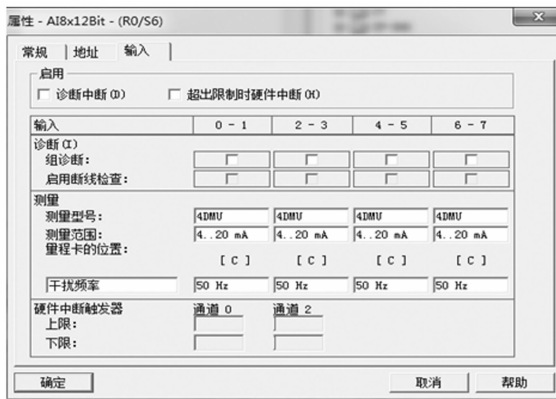 属性 - AI8x12Bit - (R0/S6)
常规 地址 输入
启用
诊断中断(D) 超出限制时硬件中断(H)
输入 0 - 1 2 - 3 4 - 5 6 - 7
诊断(I)
组诊断:
启用断线检查:
测量
测量型号: 4DMU 4DMU 4DMU 4DMU
测量范围: 4..20 mA 4..20 mA 4..20 mA 4..20 mA
量程卡的位置:
[ C ] [ C ] [ C ] [ C ]
干扰频率 50 Hz 50 Hz 50 Hz 50 Hz
硬件中断触发器 通道 0 通道 2
上限:
下限:
确定 取消 帮助